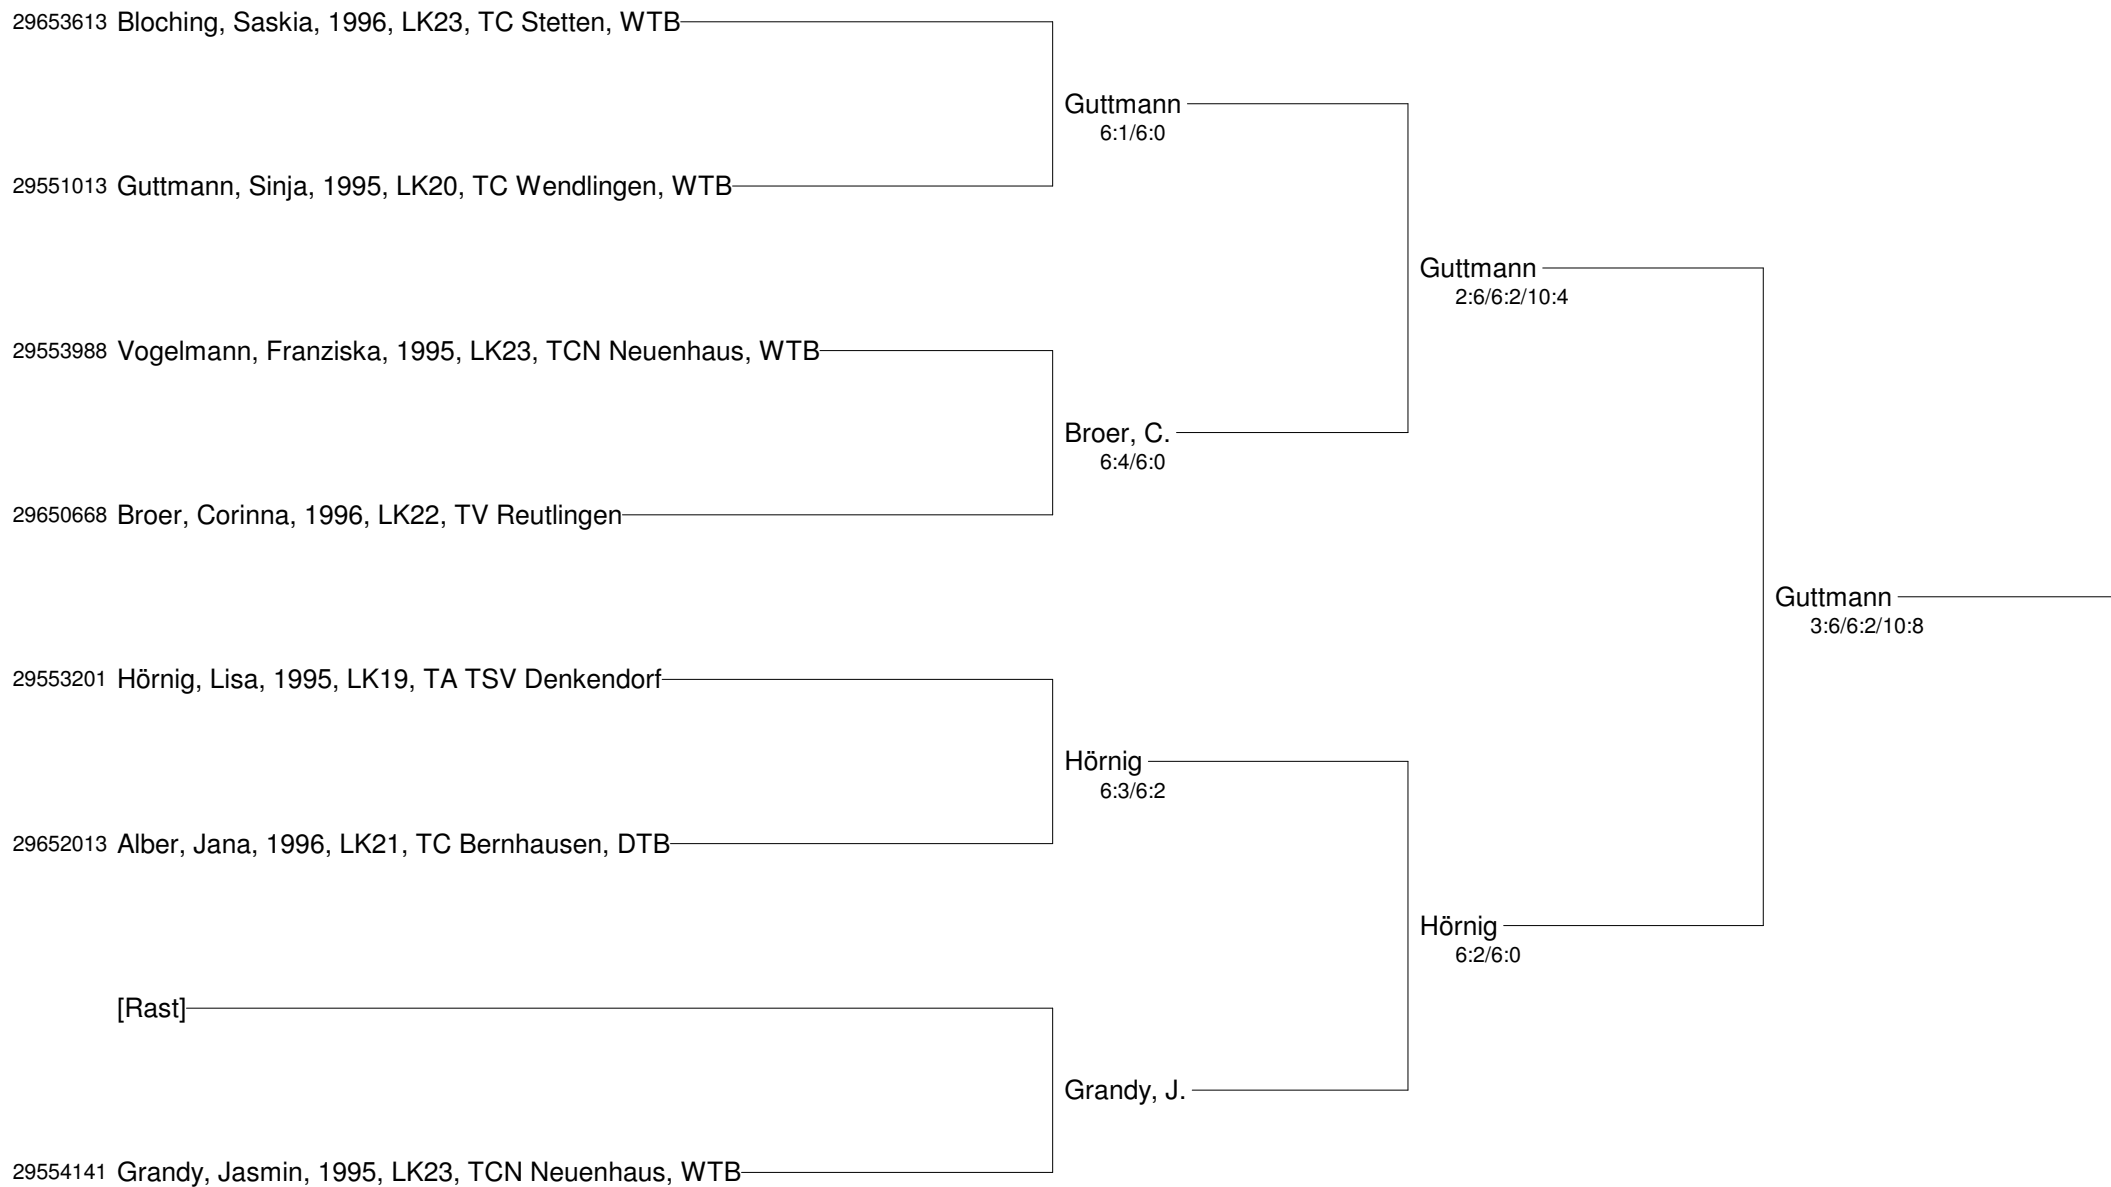 29653613 Bloching, Saskia, 1996, LK23, TC Stetten, WTB
Guttmann
6:1/6:0
29551013 Guttmann, Sinja, 1995, LK20, TC Wendlingen, WTB
Guttmann
2:6/6:2/10:4
29553988 Vogelmann, Franziska, 1995, LK23, TCN Neuenhaus, WTB
Broer, C.
6:4/6:0
29650668 Broer, Corinna, 1996, LK22, TV Reutlingen
Guttmann
3:6/6:2/10:8
29553201 Hörnig, Lisa, 1995, LK19, TA TSV Denkendorf
Hörnig
6:3/6:2
29652013 Alber, Jana, 1996, LK21, TC Bernhausen, DTB
Hörnig
6:2/6:0
[Rast]
Grandy, J.
29554141 Grandy, Jasmin, 1995, LK23, TCN Neuenhaus, WTB